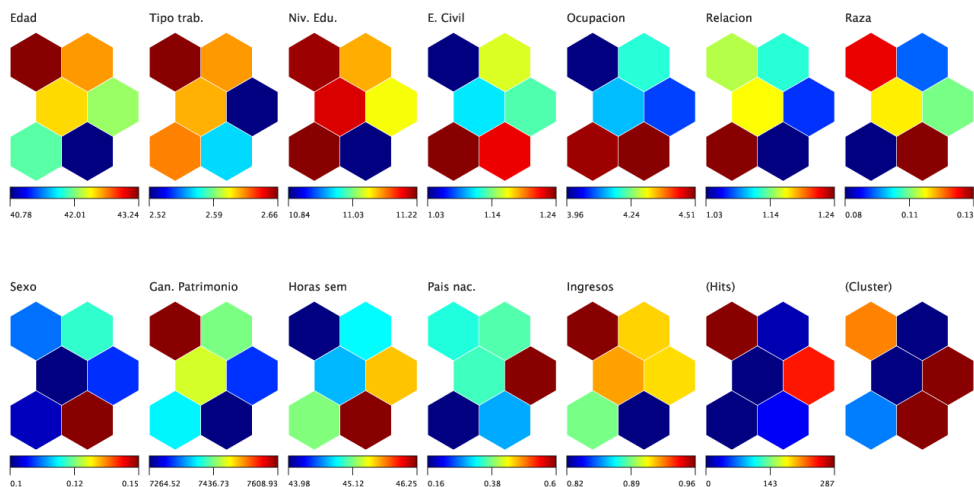 Edad Tipo trab. Niv. Edu. E. Civil Ocupacion Relacion Raza
40.78 42.01 43.24 2.52 2.59 2.66 10.84 11.03 11.22 1.03 1.14 1.24 3.96 4.24 4.51 1.03 1.14 1.24 0.08 0.11 0.13
Sexo Gan. Patrimonio Horas sem Pais nac. Ingresos (Hits) (Cluster)
0.1 0.12 0.15 7264.52 7436.73 7608.93 43.98 45.12 46.25 0.16 0.38 0.6 0.82 0.89 0.96 0 143 287